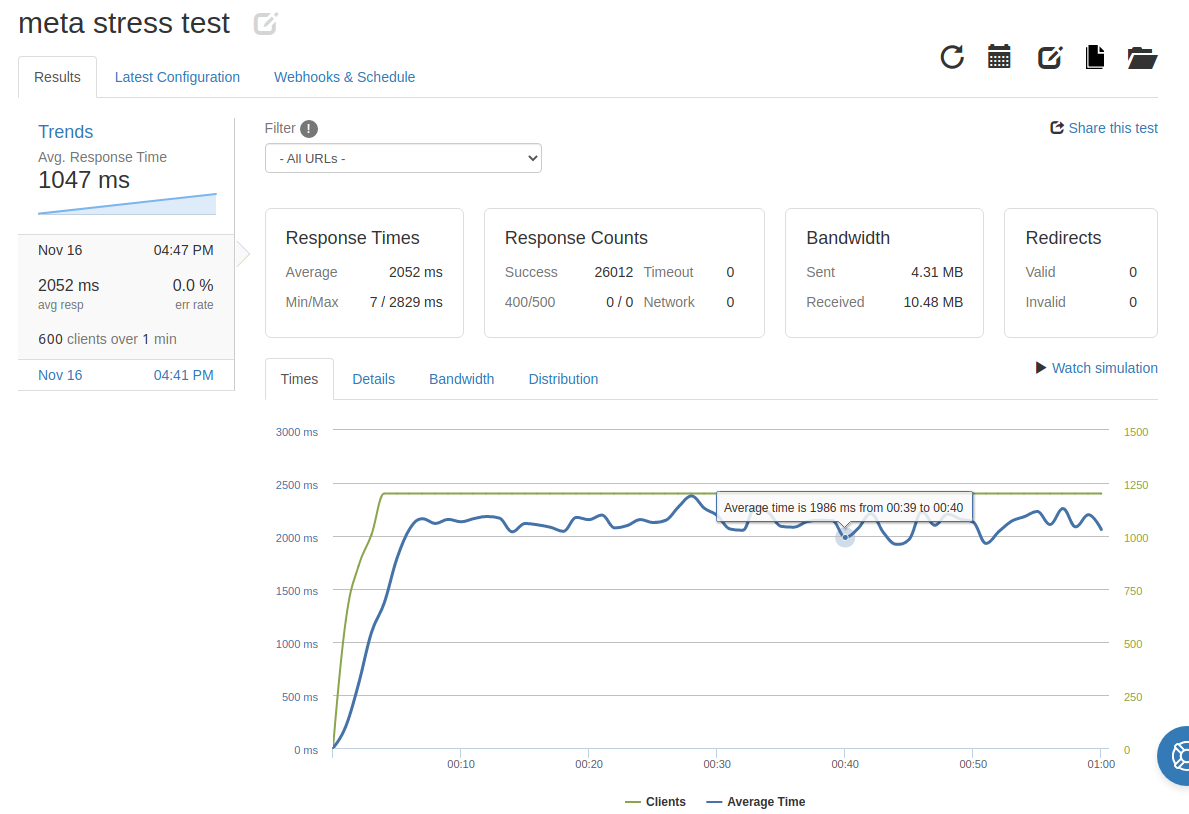 meta stress test
Results
Latest Configuration
Webhooks & Schedule
Trends
Avg. Response Time
1047 ms
Nov 16 04:47 PM
2052 ms 0.0 %
avg resp err rate
600 clients over 1 min
Nov 16 04:41 PM
Filter !
- All URLs -
Share this test
Response Times
Average 2052 ms
Min/Max 7 / 2829 ms
Response Counts
Success 26012 Timeout 0
400/500 0 / 0 Network 0
Bandwidth
Sent 4.31 MB
Received 10.48 MB
Redirects
Valid 0
Invalid 0
Times
Details
Bandwidth
Distribution
Watch simulation
3000 ms 1500
2500 ms 1250
Average time is 1986 ms from 00:39 to 00:40
2000 ms 1000
1500 ms 750
1000 ms 500
500 ms 250
0 ms 0
00:10 00:20 00:30 00:40 00:50 01:00
Clients Average Time